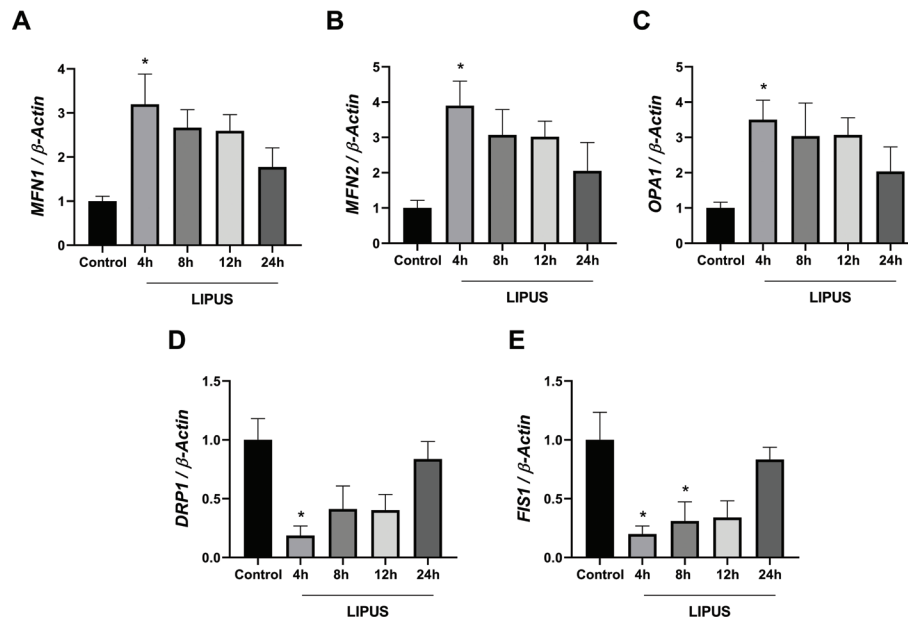 A
MFN1 / β-Actin
4
3
2
1
0
*
Control 4h 8h 12h 24h
LIPUS
B
MFN2 / β-Actin
5
4
3
2
1
0
*
Control 4h 8h 12h 24h
LIPUS
C
OPA1 / β-Actin
5
4
3
2
1
0
*
Control 4h 8h 12h 24h
LIPUS
D
DRP1 / β-Actin
1.5
1.0
0.5
0.0
*
Control 4h 8h 12h 24h
LIPUS
E
FIS1 / β-Actin
1.5
1.0
0.5
0.0
* *
Control 4h 8h 12h 24h
LIPUS